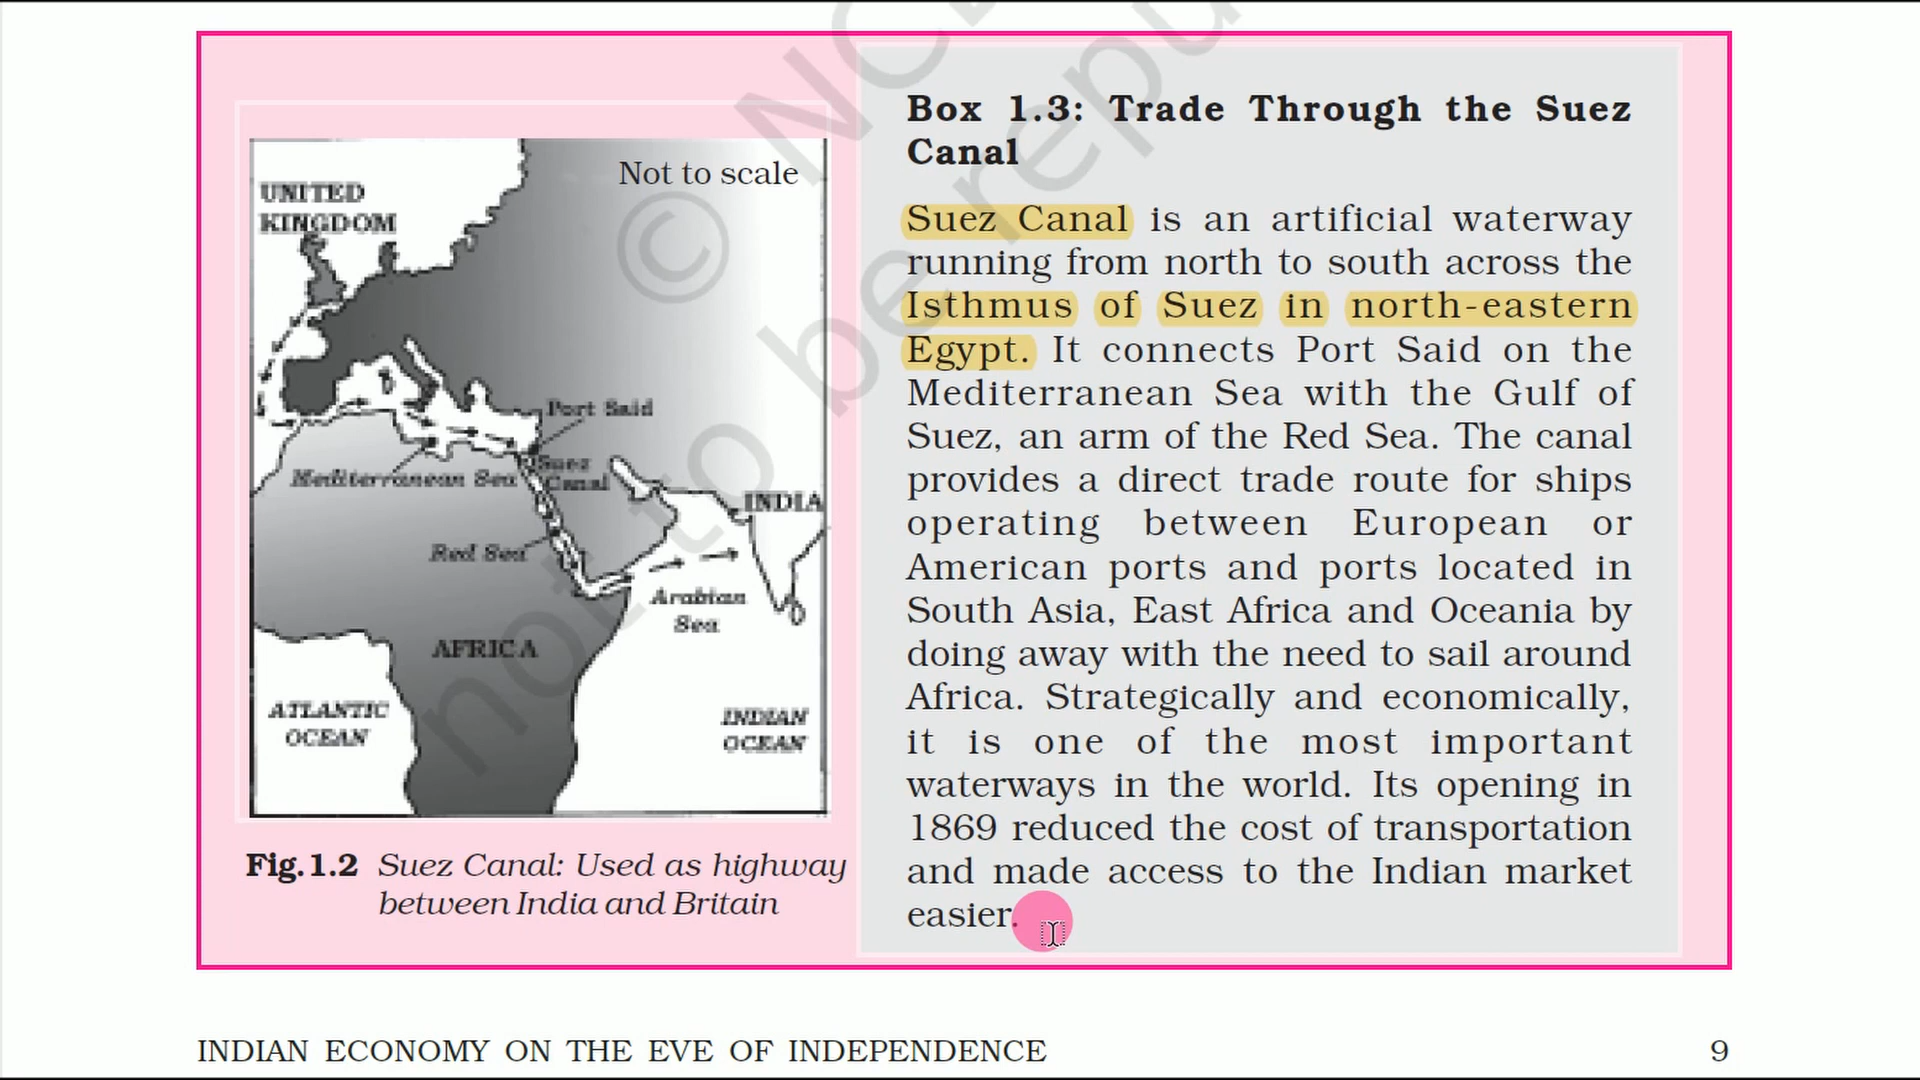 Not to scale
UNITED
KINGDOM
Port Said
Suez
Canal
Mediterranean Sea
INDIA
Red Sea
Arabian
Sea
AFRICA
ATLANTIC
OCEAN
INDIAN
OCEAN
Fig.1.2 Suez Canal: Used as highway
between India and Britain
Box 1.3: Trade Through the Suez
Canal
Suez Canal is an artificial waterway
running from north to south across the
Isthmus of Suez in north-eastern
Egypt. It connects Port Said on the
Mediterranean Sea with the Gulf of
Suez, an arm of the Red Sea. The canal
provides a direct trade route for ships
operating between European or
American ports and ports located in
South Asia, East Africa and Oceania by
doing away with the need to sail around
Africa. Strategically and economically,
it is one of the most important
waterways in the world. Its opening in
1869 reduced the cost of transportation
and made access to the Indian market
easier.
© NC
not to be repu
INDIAN ECONOMY ON THE EVE OF INDEPENDENCE 9